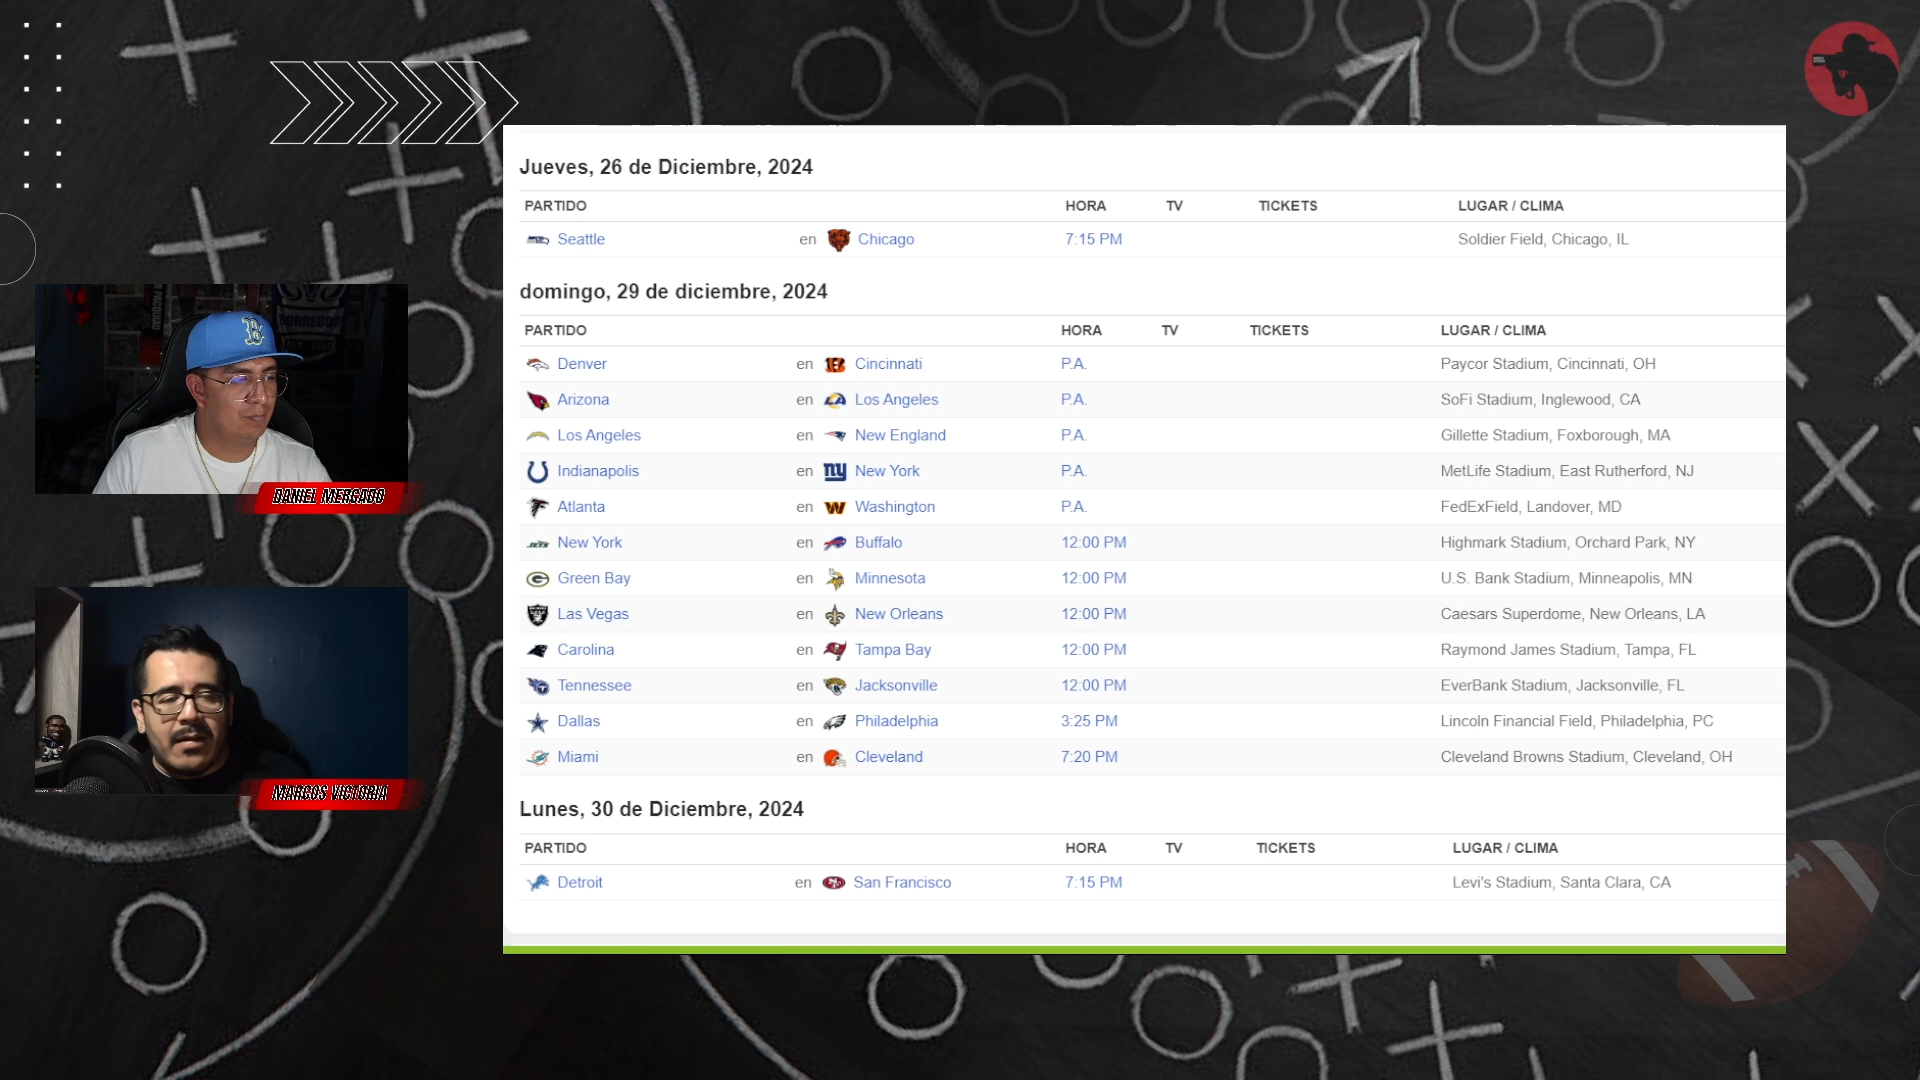 Jueves, 26 de Diciembre, 2024
PARTIDO HORA TV TICKETS LUGAR / CLIMA
Seattle en Chicago 7:15 PM Soldier Field, Chicago, IL
domingo, 29 de diciembre, 2024
PARTIDO HORA TV TICKETS LUGAR / CLIMA
Denver en Cincinnati P.A. Paycor Stadium, Cincinnati, OH
Arizona en Los Angeles P.A. SoFi Stadium, Inglewood, CA
Los Angeles en New England P.A. Gillette Stadium, Foxborough, MA
Indianapolis en ny New York P.A. MetLife Stadium, East Rutherford, NJ
Atlanta en W Washington P.A. FedExField, Landover, MD
New York en Buffalo 12:00 PM Highmark Stadium, Orchard Park, NY
G Green Bay en Minnesota 12:00 PM U.S. Bank Stadium, Minneapolis, MN
Las Vegas en New Orleans 12:00 PM Caesars Superdome, New Orleans, LA
Carolina en Tampa Bay 12:00 PM Raymond James Stadium, Tampa, FL
Tennessee en Jacksonville 12:00 PM EverBank Stadium, Jacksonville, FL
Dallas en Philadelphia 3:25 PM Lincoln Financial Field, Philadelphia, PC
Miami en Cleveland 7:20 PM Cleveland Browns Stadium, Cleveland, OH
Lunes, 30 de Diciembre, 2024
PARTIDO HORA TV TICKETS LUGAR / CLIMA
Detroit en San Francisco 7:15 PM Levi's Stadium, Santa Clara, CA
BORREGOS
B
DANIEL MERCADO
MARCOS VICTORIA